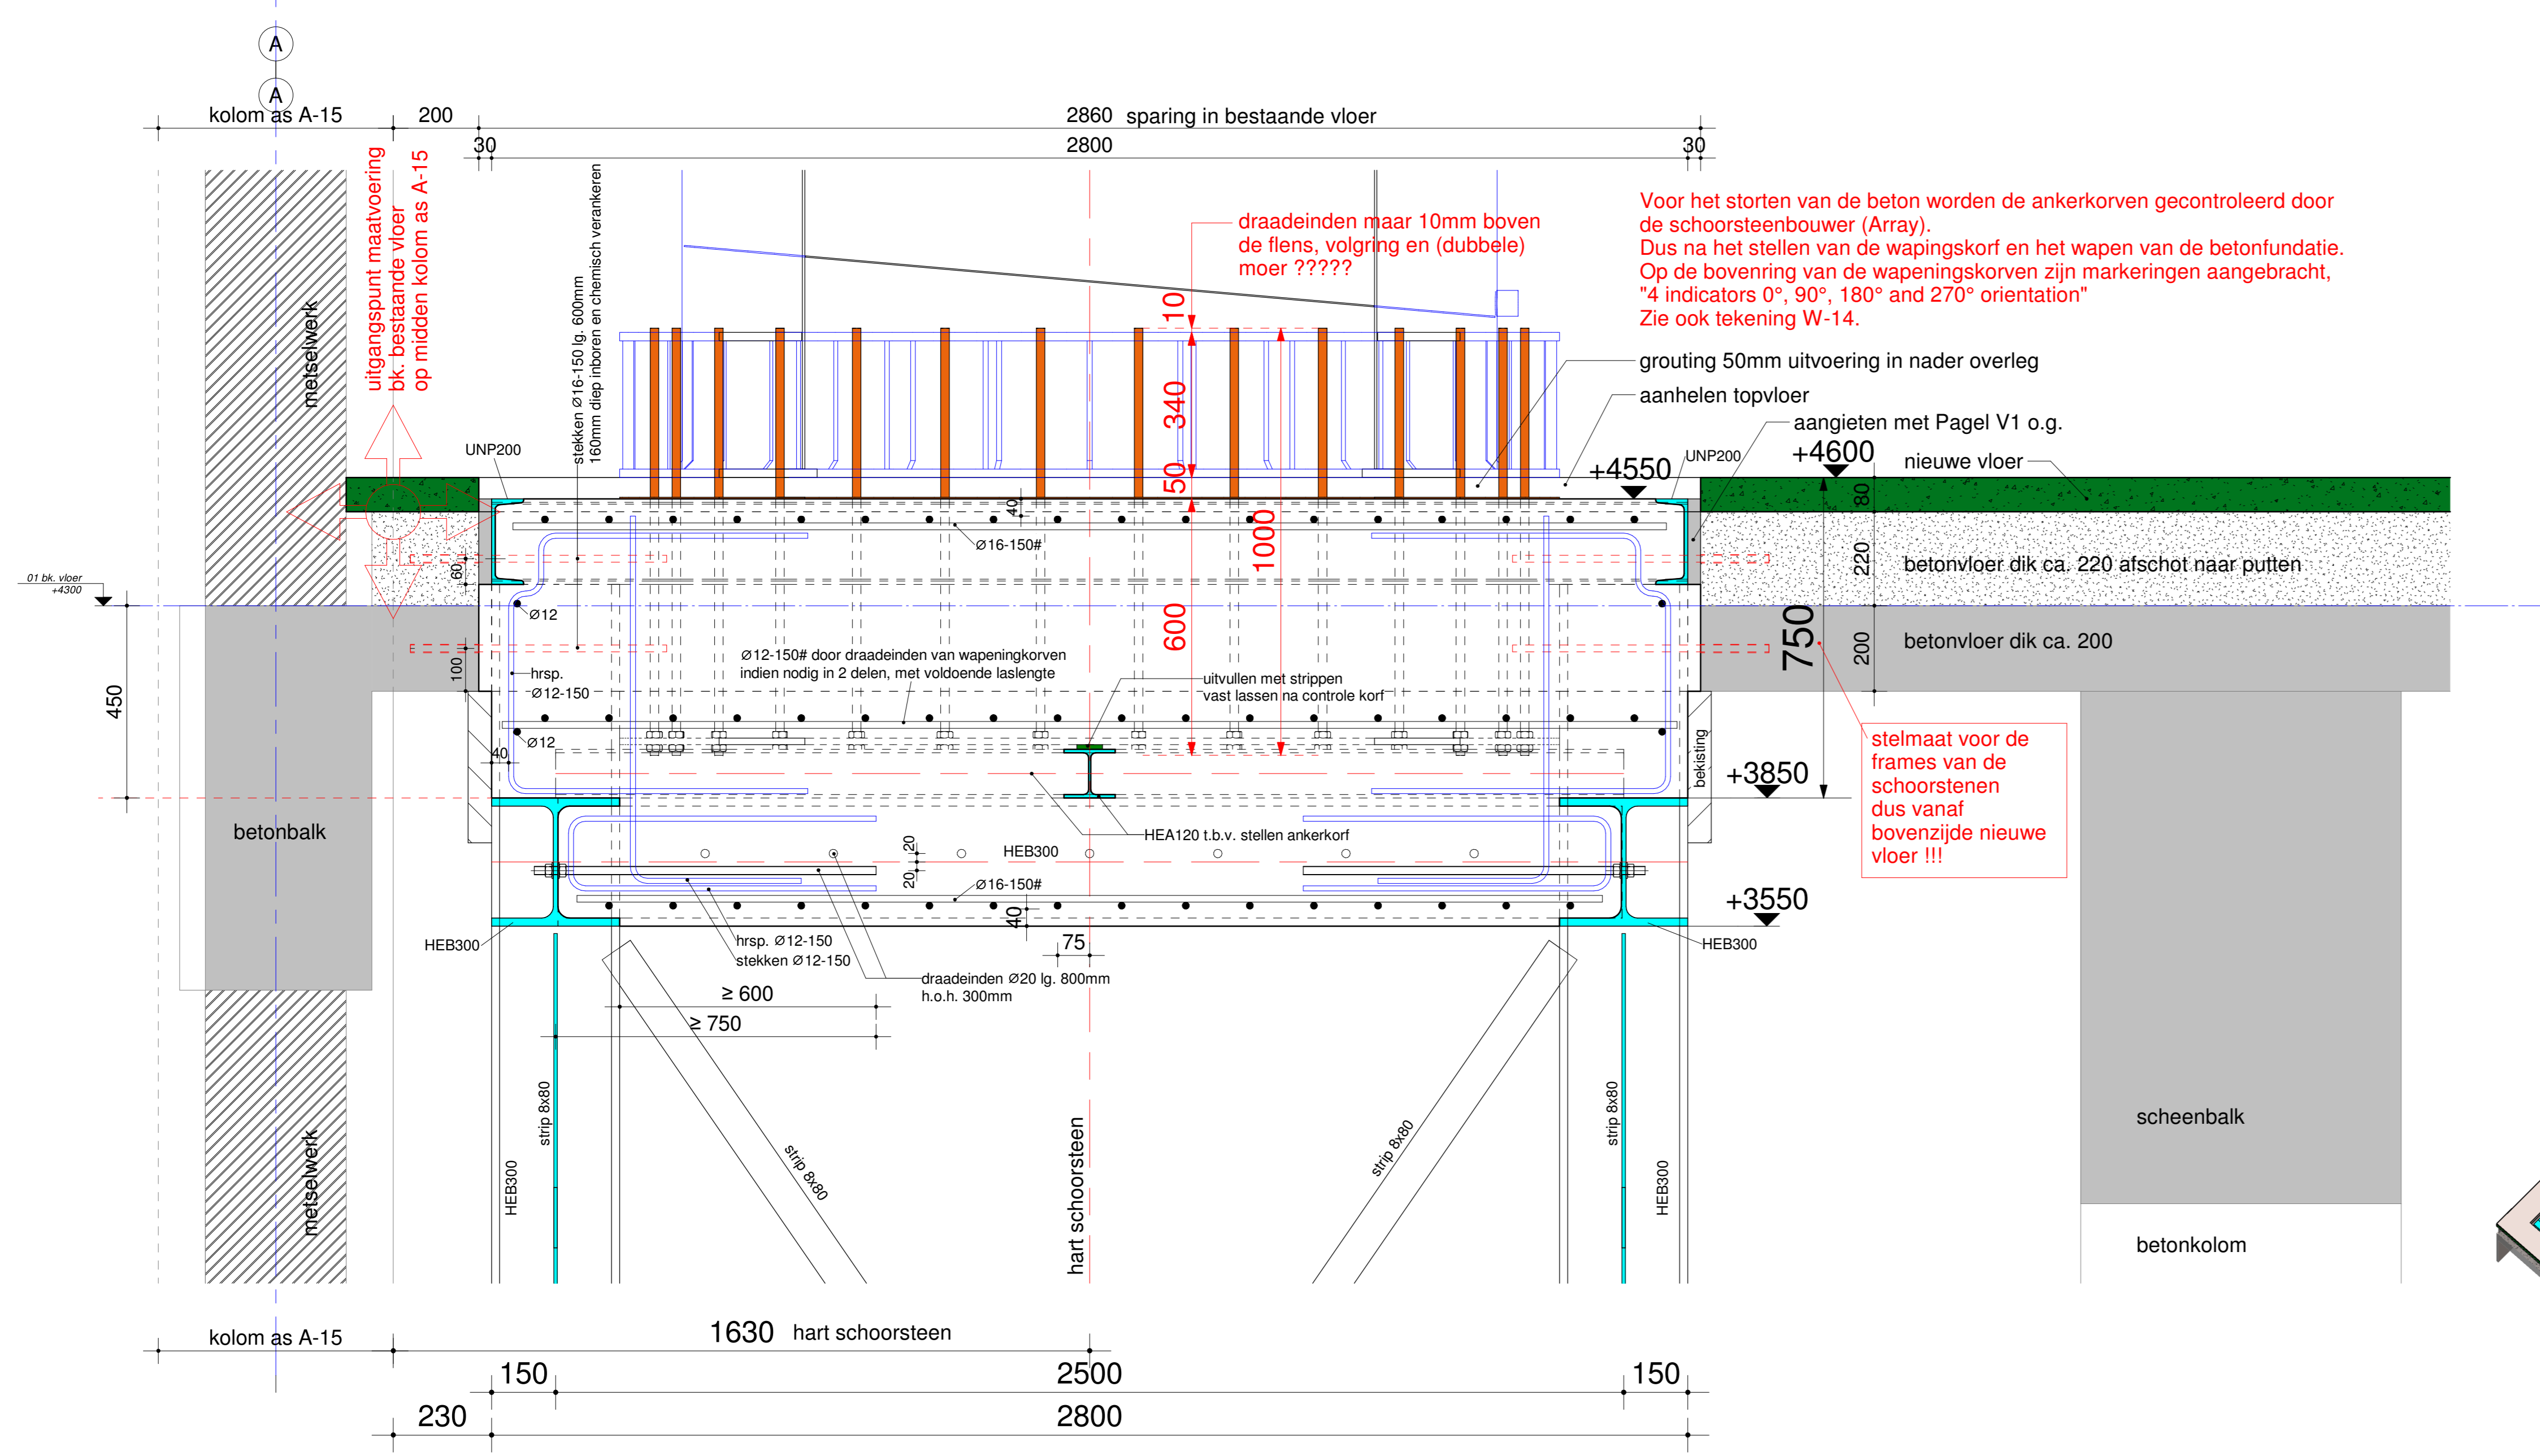 A
A
kolom as A-15
200
2860 sparing in bestaande vloer
30
2800
30
uitgangspunt maatvoering
bk. bestaande vloer
op midden kolom as A-15
metselwerk
stekken Ø16-150 lg. 600mm
160mm diep inboren en chemisch verankeren
draadeinden maar 10mm boven
de flens, volgring en (dubbele)
moer ?????
Voor het storten van de beton worden de ankerkorven gecontroleerd door
de schoorsteenbouwer (Array).
Dus na het stellen van de wapingskorf en het wapen van de betonfundatie.
Op de bovenring van de wapeningskorven zijn markeringen aangebracht,
"4 indicators 0°, 90°, 180° and 270° orientation"
Zie ook tekening W-14.
10
340
50
600
1000
grouting 50mm uitvoering in nader overleg
aanhelen topvloer
aangieten met Pagel V1 o.g.
UNP200
+4550
UNP200
+4600
nieuwe vloer
80
40
Ø16-150#
220
betonvloer dik ca. 220 afschot naar putten
01 bk. vloer
+4300
60
Ø12
750
200
betonvloer dik ca. 200
100
450
hrsp.
Ø12-150
Ø12-150# door draadeinden van wapeningkorven
indien nodig in 2 delen, met voldoende laslengte
uitvullen met strippen
vast lassen na controle korf
Ø12
40
bekisting
+3850
stelmaat voor de
frames van de
schoorstenen
dus vanaf
bovenzijde nieuwe
vloer !!!
betonbalk
HEA120 t.b.v. stellen ankerkorf
HEB300
20
20
Ø16-150#
40
+3550
HEB300
HEB300
hrsp. Ø12-150
stekken Ø12-150
75
draadeinden Ø20 lg. 800mm
h.o.h. 300mm
≥ 600
≥ 750
metselwerk
HEB300
strip 8x80
strip 8x80
hart schoorsteen
strip 8x80
strip 8x80
HEB300
scheenbalk
betonkolom
kolom as A-15
1630 hart schoorsteen
150
2500
150
230
2800